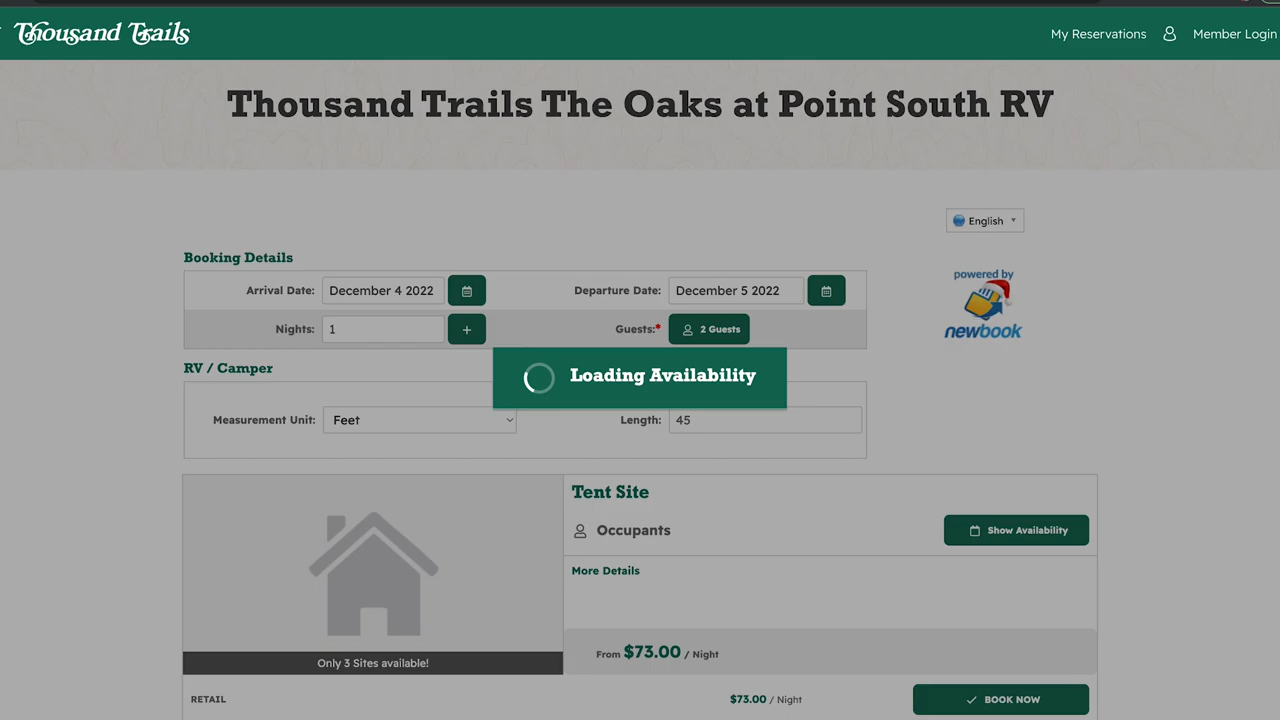 Thousand Trails
My Reservations
Member Login
Thousand Trails The Oaks at Point South RV
English
Booking Details
powered by
newbook
Arrival Date:
December 4 2022
Departure Date:
December 5 2022
Nights:
1
+
Guests:*
2 Guests
RV / Camper
Loading Availability
Measurement Unit:
Feet
Length:
45
Tent Site
Occupants
Show Availability
More Details
From $73.00 / Night
Only 3 Sites available!
RETAIL
$73.00 / Night
BOOK NOW